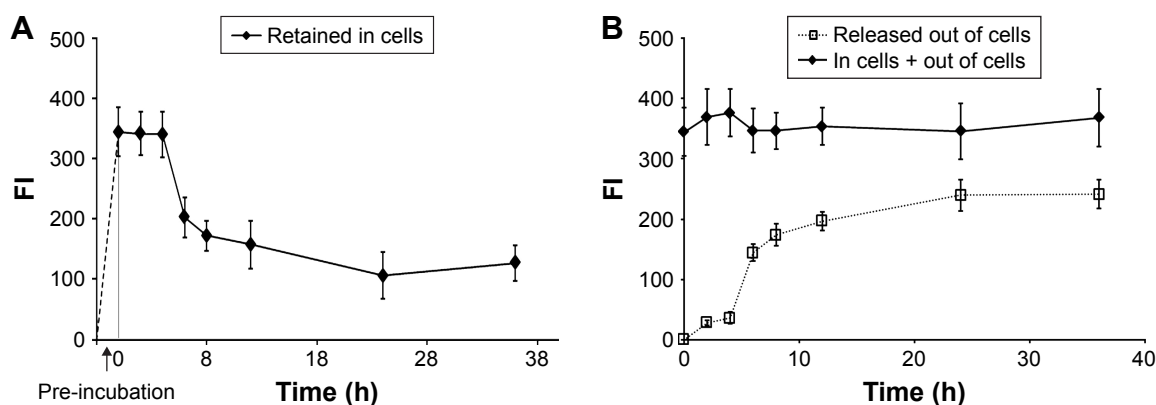 A
Retained in cells
500
400
300
200
100
0
FI
0 8 18 28 38
Pre-incubation
Time (h)
B
Released out of cells
In cells + out of cells
500
400
300
200
100
0
FI
0 10 20 30 40
Time (h)